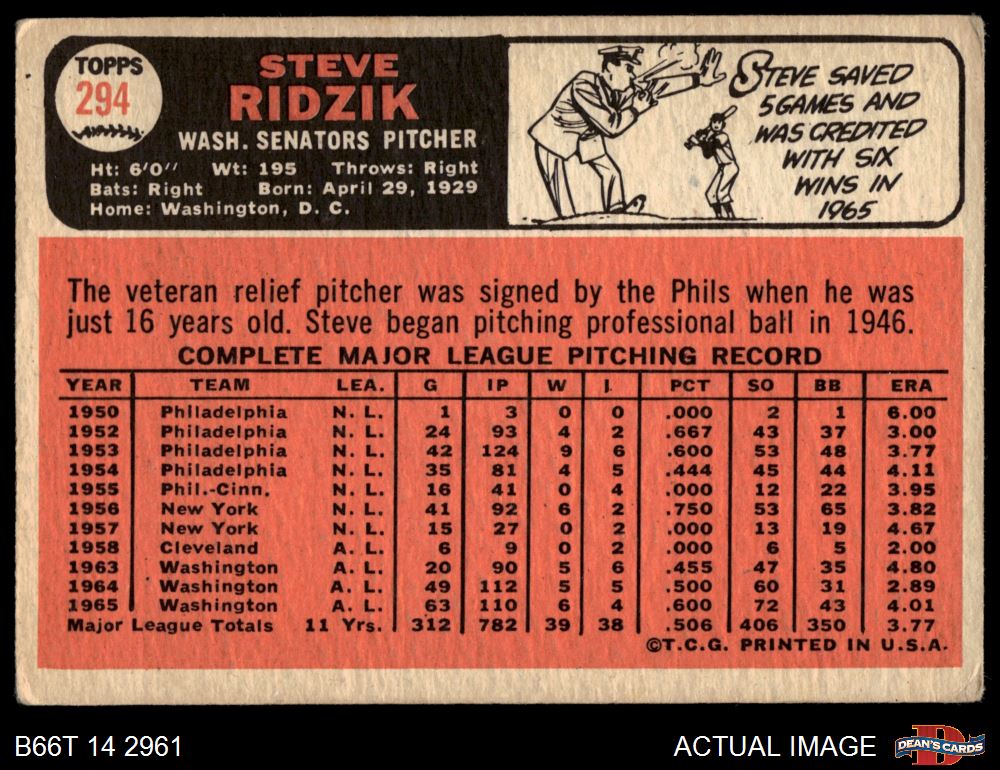 TOPPS
294
STEVE
RIDZIK
WASH. SENATORS PITCHER
Ht: 6'0'' Wt: 195 Throws: Right
Bats: Right Born: April 29, 1929
Home: Washington, D. C.
STEVE SAVED
5 GAMES AND
WAS CREDITED
WITH SIX
WINS IN
1965
The veteran relief pitcher was signed by the Phils when he was
just 16 years old. Steve began pitching professional ball in 1946.
COMPLETE MAJOR LEAGUE PITCHING RECORD
YEAR TEAM LEA. G IP W L PCT SO BB ERA
1950 Philadelphia N. L. 1 3 0 0 .000 2 1 6.00
1952 Philadelphia N. L. 24 93 4 2 .667 43 37 3.00
1953 Philadelphia N. L. 42 124 9 6 .600 53 48 3.77
1954 Philadelphia N. L. 35 81 4 5 .444 45 44 4.11
1955 Phil.-Cinn. N. L. 16 41 0 4 .000 12 22 3.95
1956 New York N. L. 41 92 6 2 .750 53 65 3.82
1957 New York N. L. 15 27 0 2 .000 13 19 4.67
1958 Cleveland A. L. 6 9 0 2 .000 6 5 2.00
1963 Washington A. L. 20 90 5 6 .455 47 35 4.80
1964 Washington A. L. 49 112 5 5 .500 60 31 2.89
1965 Washington A. L. 63 110 6 4 .600 72 43 4.01
Major League Totals 11 Yrs. 312 782 39 38 .506 406 350 3.77
©T.C.G. PRINTED IN U.S.A.
B66T 14 2961
ACTUAL IMAGE
DEAN'S CARDS